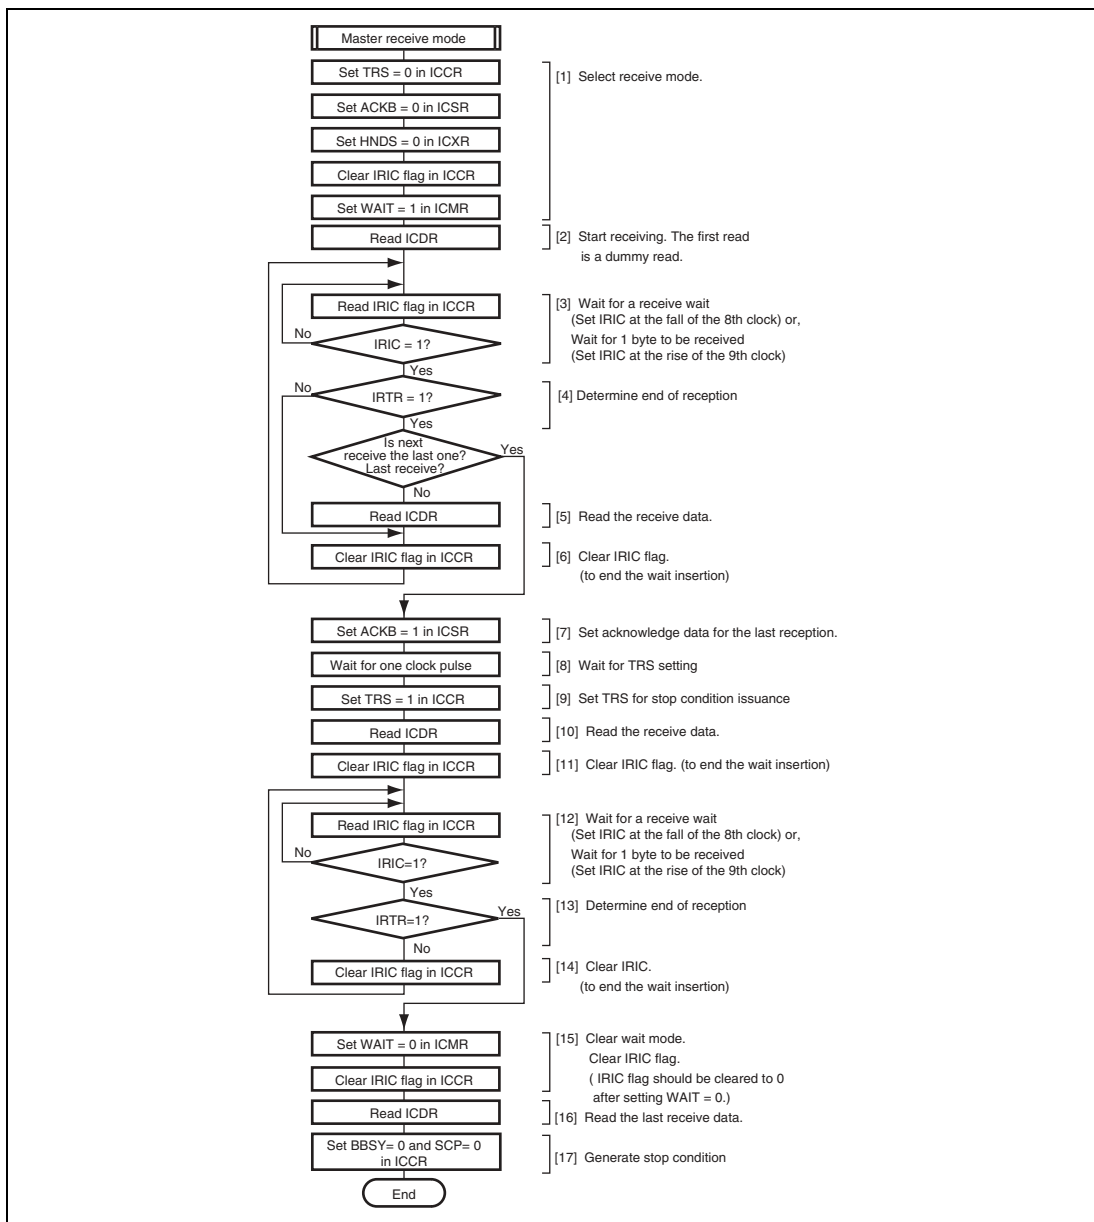 Master receive mode
Set TRS = 0 in ICCR
[1] Select receive mode.
Set ACKB = 0 in ICSR
Set HNDS = 0 in ICXR
Clear IRIC flag in ICCR
Set WAIT = 1 in ICMR
Read ICDR
[2] Start receiving. The first read
is a dummy read.
Read IRIC flag in ICCR
[3] Wait for a receive wait
(Set IRIC at the fall of the 8th clock) or,
Wait for 1 byte to be received
(Set IRIC at the rise of the 9th clock)
No
IRIC = 1?
Yes
No
IRTR = 1?
[4] Determine end of reception
Yes
Is next
receive the last one?
Last receive?
Yes
No
Read ICDR
[5] Read the receive data.
Clear IRIC flag in ICCR
[6] Clear IRIC flag.
(to end the wait insertion)
Set ACKB = 1 in ICSR
[7] Set acknowledge data for the last reception.
Wait for one clock pulse
[8] Wait for TRS setting
Set TRS = 1 in ICCR
[9] Set TRS for stop condition issuance
Read ICDR
[10] Read the receive data.
Clear IRIC flag in ICCR
[11] Clear IRIC flag. (to end the wait insertion)
Read IRIC flag in ICCR
[12] Wait for a receive wait
(Set IRIC at the fall of the 8th clock) or,
Wait for 1 byte to be received
(Set IRIC at the rise of the 9th clock)
No
IRIC=1?
Yes
IRTR=1?
Yes
[13] Determine end of reception
No
Clear IRIC flag in ICCR
[14] Clear IRIC.
(to end the wait insertion)
Set WAIT = 0 in ICMR
[15] Clear wait mode.
Clear IRIC flag.
( IRIC flag should be cleared to 0
after setting WAIT = 0.)
Clear IRIC flag in ICCR
Read ICDR
[16] Read the last receive data.
Set BBSY= 0 and SCP= 0
in ICCR
[17] Generate stop condition
End